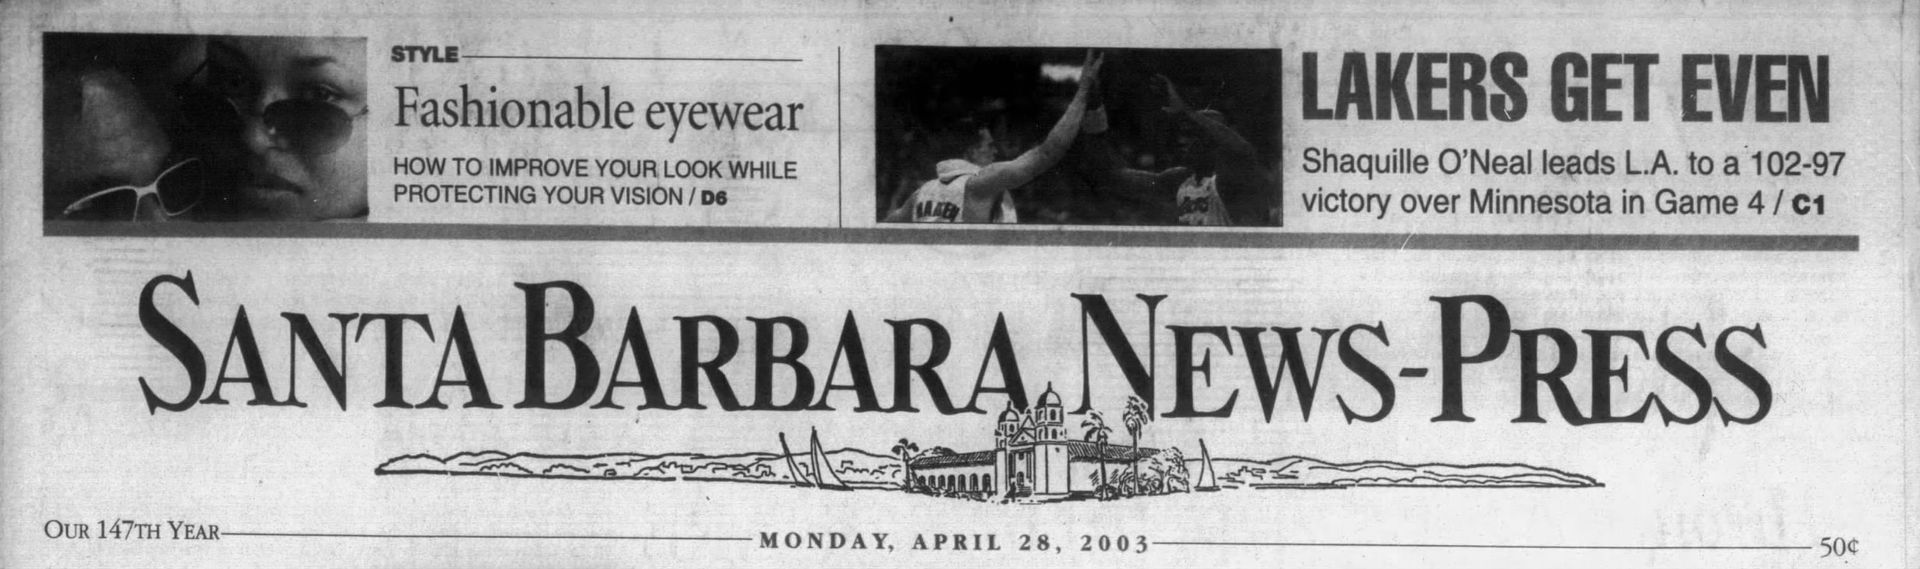 STYLE
Fashionable eyewear
HOW TO IMPROVE YOUR LOOK WHILE
PROTECTING YOUR VISION / D6
LAKERS GET EVEN
Shaquille O'Neal leads L.A. to a 102-97
victory over Minnesota in Game 4 / C1
SANTA BARBARA NEWS-PRESS
OUR 147TH YEAR
MONDAY, APRIL 28, 2003
50¢